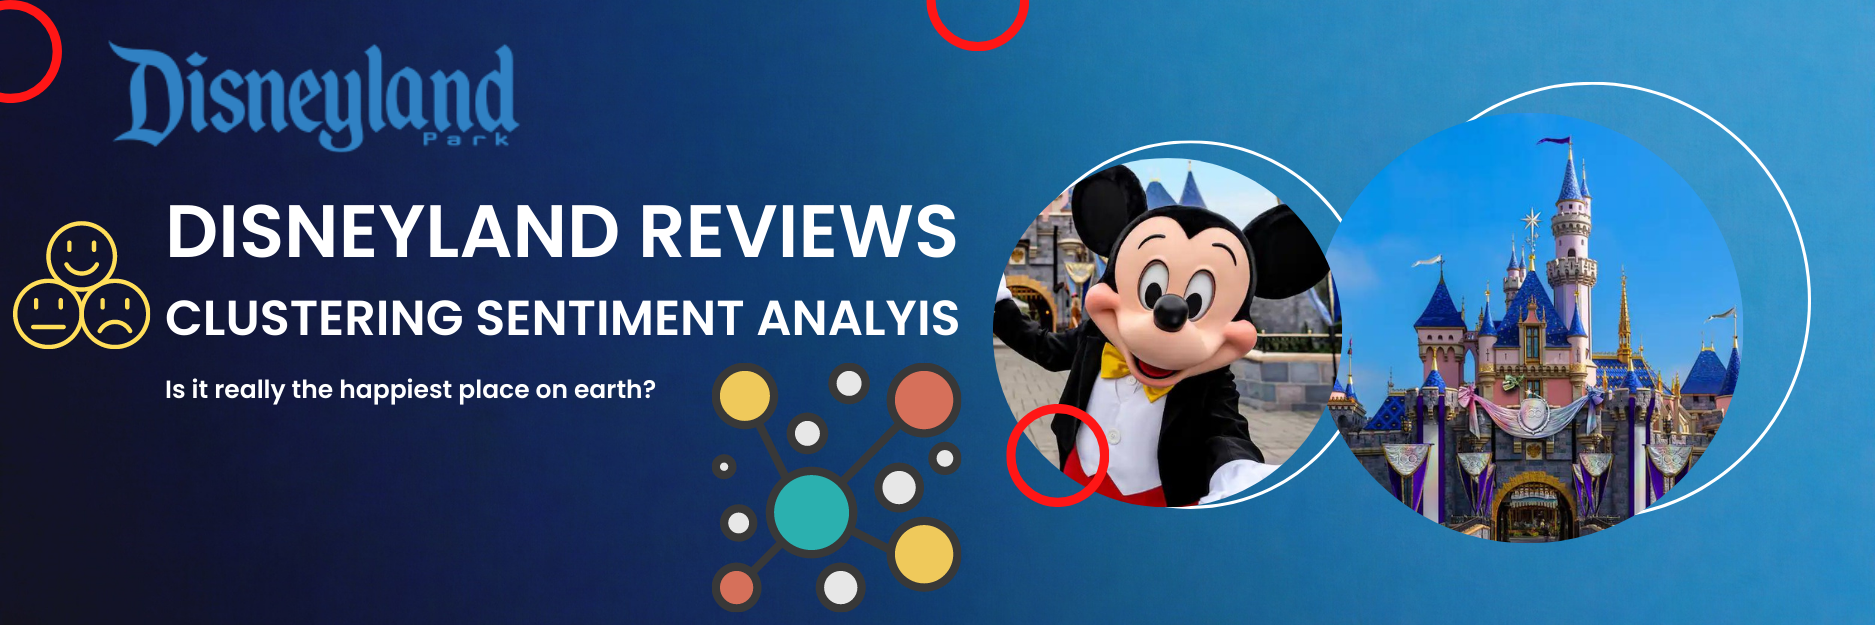 Disneyland
Park
DISNEYLAND REVIEWS
CLUSTERING SENTIMENT ANALYIS
Is it really the happiest place on earth?